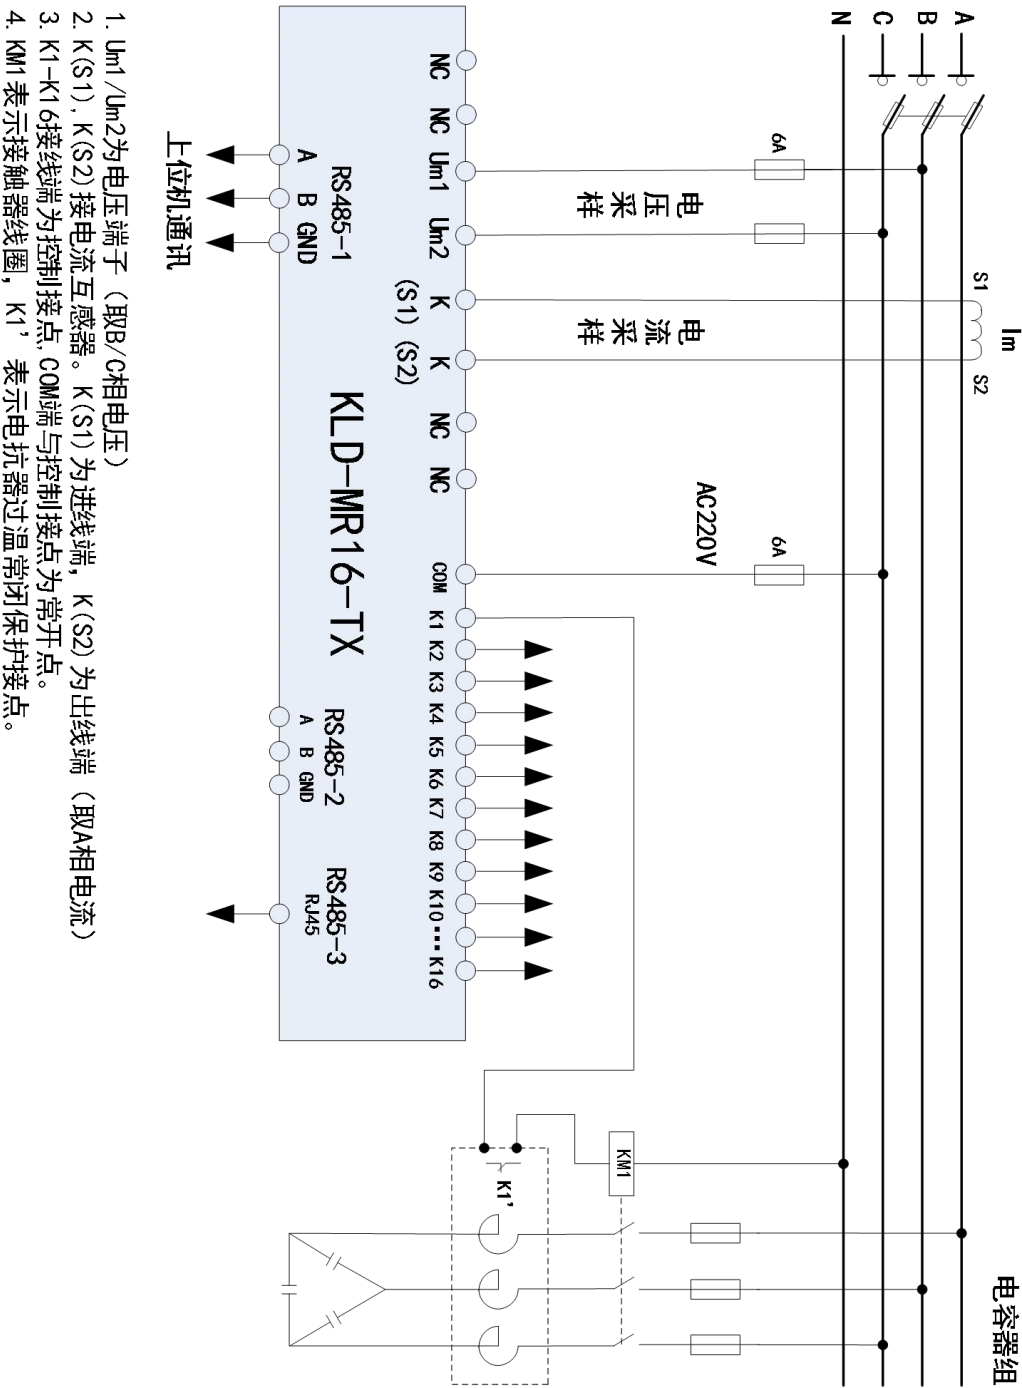 A
B
C
N
S1
Im
S2
6A
电压采样
电流采样
AC220V
6A
电容器组
KM1
K1’
NC
NC
Um1
Um2
K
(S1)
K
(S2)
NC
NC
COM
K1
K2
K3
K4
K5
K6
K7
K8
K9
K10
K16
KLD-MR16-TX
RS485-1
A
B
GND
RS485-2
A
B
GND
RS485-3
RJ45
上位机通讯
1. Um1/Um2为电压端子（取B/C相电压）
2. K(S1), K(S2)接电流互感器。K(S1)为进线端，K(S2)为出线端（取A相电流）
3. K1-K16接线端为控制接点,COM端与控制接点为常开点。
4. KM1表示接触器线圈，K1’ 表示电抗器过温常闭保护接点。